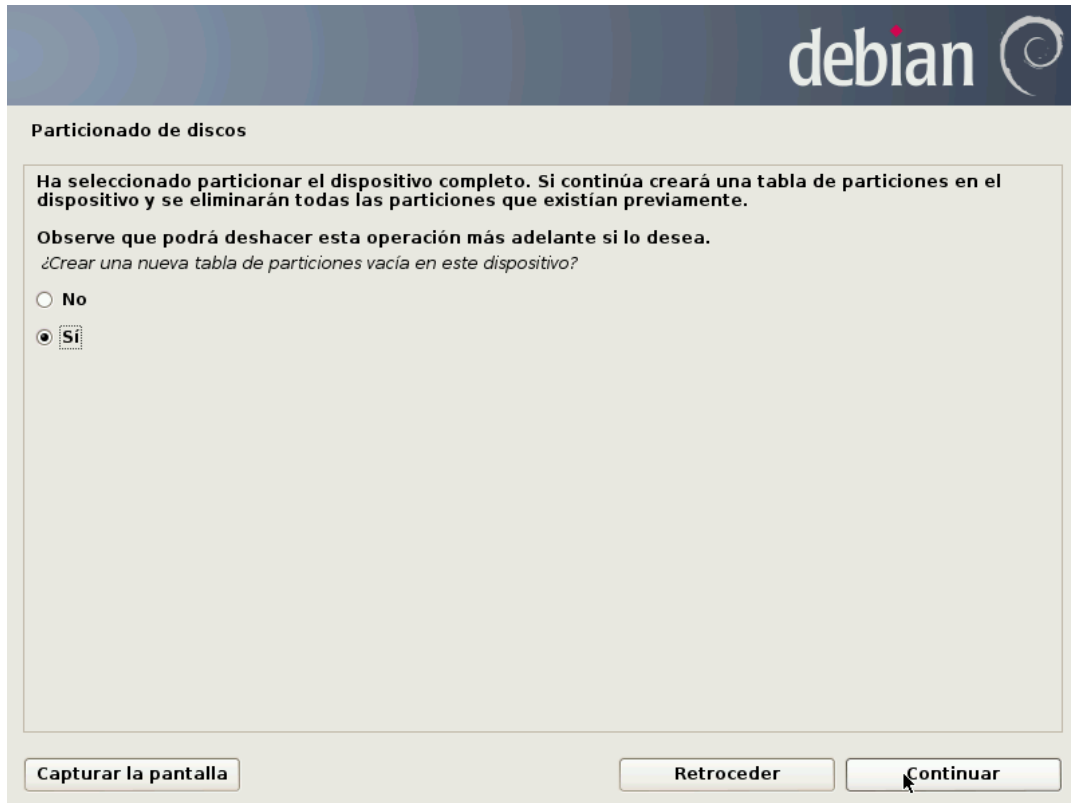 debian
Particionado de discos
Ha seleccionado particionar el dispositivo completo. Si continúa creará una tabla de particiones en el
dispositivo y se eliminarán todas las particiones que existían previamente.
Observe que podrá deshacer esta operación más adelante si lo desea.
¿Crear una nueva tabla de particiones vacía en este dispositivo?
No
Sí
Capturar la pantalla
Retroceder
Continuar